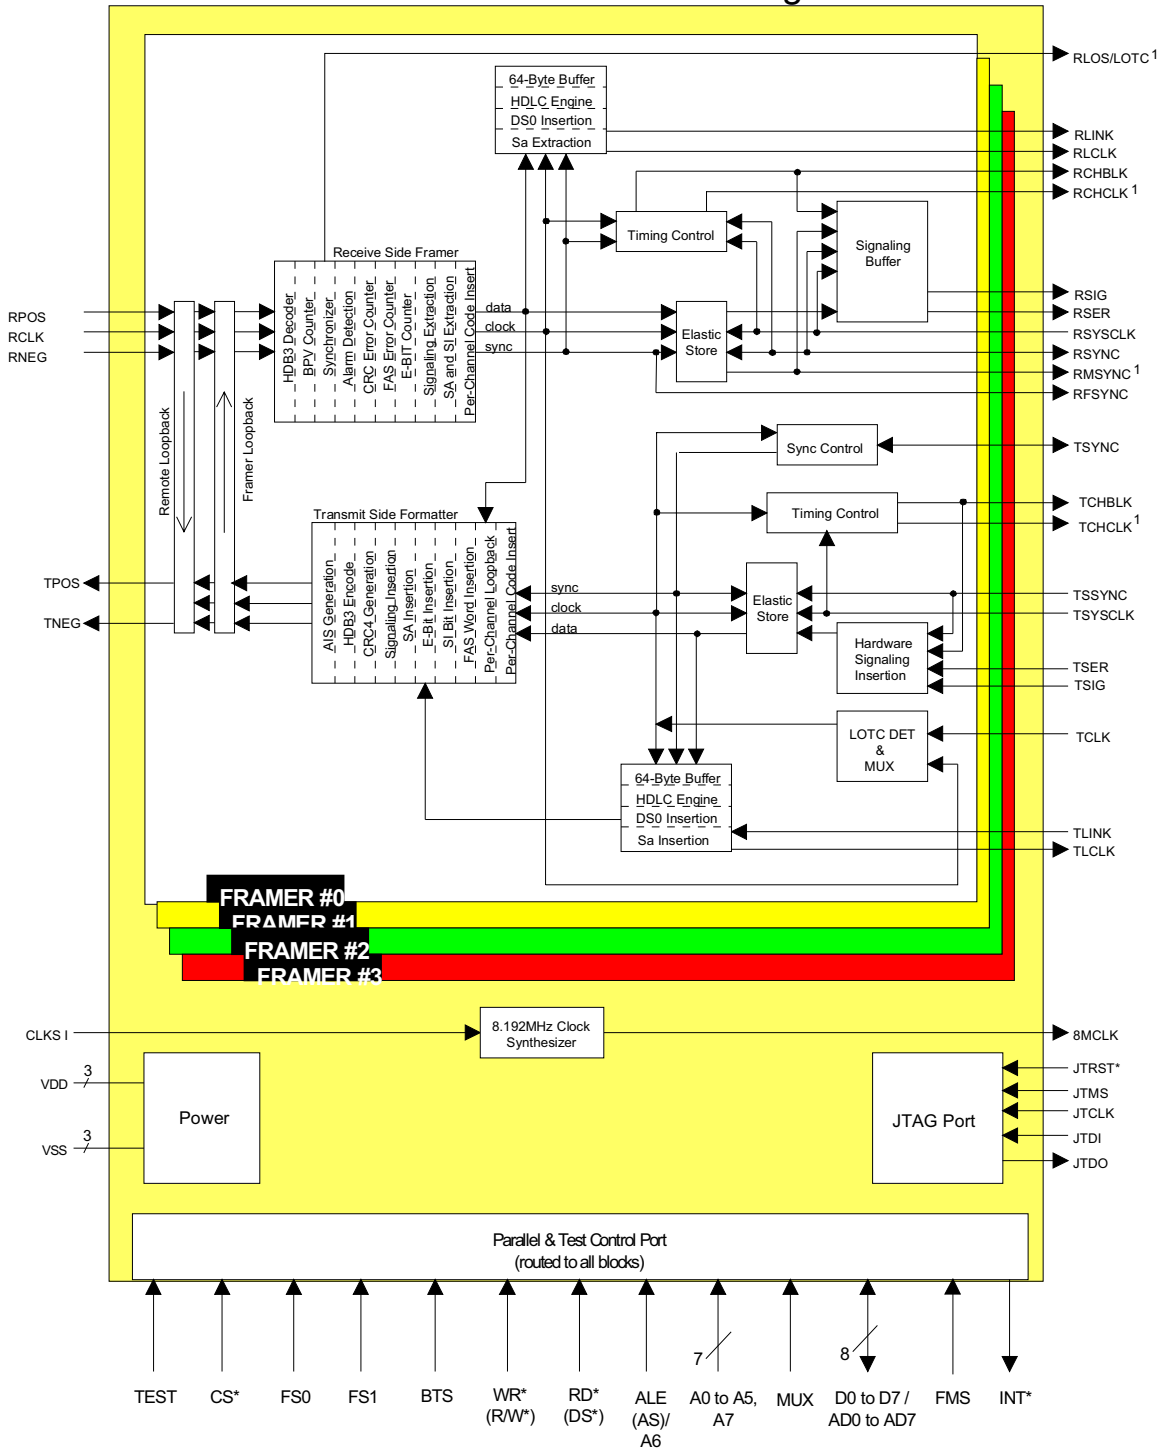 RLOS/LOTC 1
64-Byte Buffer
HDLC Engine
DS0 Insertion
Sa Extraction
RLINK
RLCLK
RCHBLK
RCHCLK 1
Timing Control
Signaling
Buffer
Receive Side Framer
HDB3 Decoder
BPV Counter
Synchronizer
Alarm Detection
CRC Error Counter
FAS Error Counter
E-BIT Counter
Signaling Extraction
SA and SI Extraction
Per-Channel Code Insert
RPOS
RCLK
RNEG
data
clock
sync
Elastic
Store
RSIG
RSER
RSYSCLK
RSYNC
RMSYNC 1
RFSYNC
Remote Loopback
Framer Loopback
Sync Control
TSYNC
Timing Control
TCHBLK
TCHCLK 1
Transmit Side Formatter
AIS Generation
HDB3 Encode
CRC4 Generation
Signaling Insertion
SA Insertion
E-Bit Insertion
SI Bit Insertion
FAS Word Insertion
Per-Channel Loopback
Per-Channel Code Insert
TPOS
TNEG
sync
clock
data
Elastic
Store
TSSYNC
TSYSCLK
Hardware
Signaling
Insertion
TSER
TSIG
LOTC DET
&
MUX
TCLK
64-Byte Buffer
HDLC Engine
DS0 Insertion
Sa Insertion
TLINK
TLCLK
FRAMER #0
FRAMER #1
FRAMER #2
FRAMER #3
CLKS I
8.192MHz Clock
Synthesizer
8MCLK
VDD
3
VSS
3
Power
JTAG Port
JTRST*
JTMS
JTCLK
JTDI
JTDO
Parallel & Test Control Port
(routed to all blocks)
7
8
TEST
CS*
FS0
FS1
BTS
WR*
(R/W*)
RD*
(DS*)
ALE
(AS)/
A6
A0 to A5,
A7
MUX
D0 to D7 /
AD0 to AD7
FMS
INT*